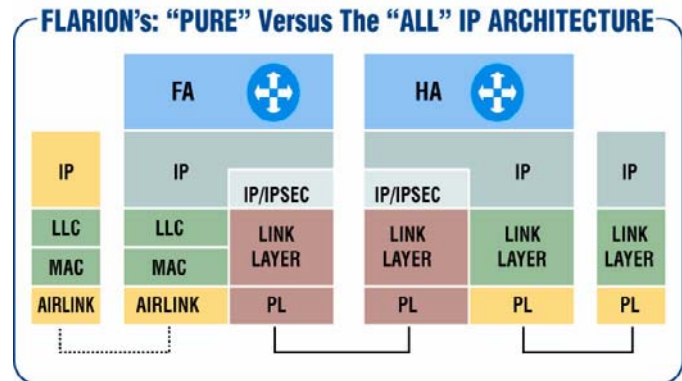 FLARION's: "PURE" Versus The "ALL" IP ARCHITECTURE
FA HA
IP IP IP IP
IP/IPSEC IP/IPSEC
LLC LLC LINK LAYER LINK LAYER LINK LAYER LINK LAYER
MAC MAC
AIRLINK AIRLINK PL PL PL PL